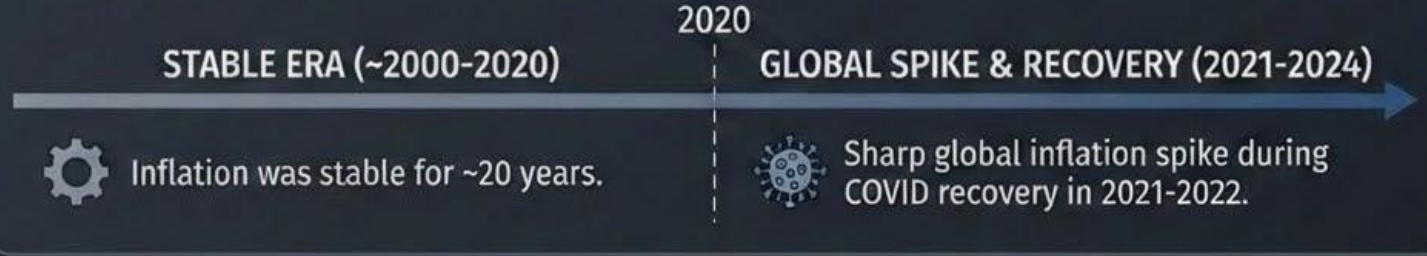 2020
STABLE ERA (~2000-2020)
GLOBAL SPIKE & RECOVERY (2021-2024)
Inflation was stable for ~20 years.
Sharp global inflation spike during
COVID recovery in 2021-2022.